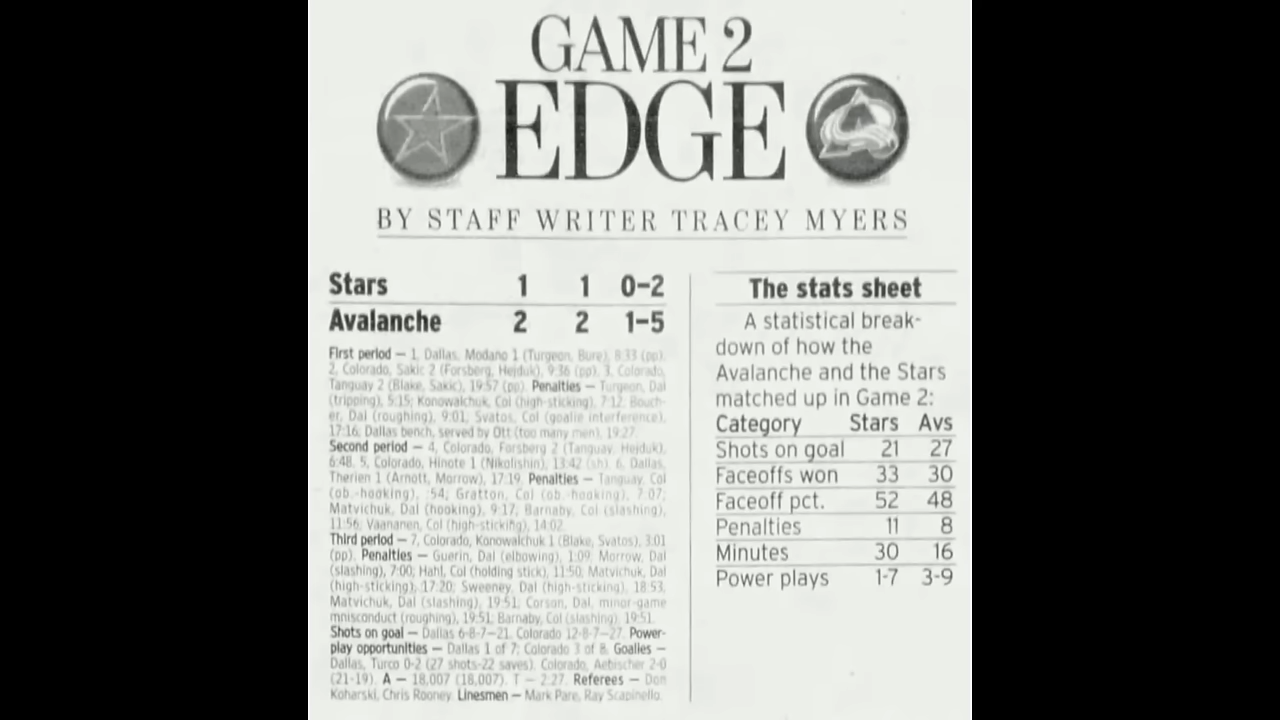 GAME 2
EDGE
BY STAFF WRITER TRACEY MYERS
Stars 1 1 0–2
Avalanche 2 2 1–5
First period — 1, Dallas, Modano 1 (Turgeon, Bure), 8:33 (pp).
2, Colorado, Sakic 2 (Forsberg, Hejduk), 9:36 (pp). 3, Colorado,
Tanguay 2 (Blake, Sakic), 19:57 (pp). Penalties — Turgeon, Dal
(tripping), 5:15; Konowalchuk, Col (high-sticking), 7:12; Bouch-
er, Dal (roughing), 9:01; Svatos, Col (goalie interference),
17:16; Dallas bench, served by Ott (too many men), 19:27.
Second period — 4, Colorado, Forsberg 2 (Tanguay, Hejduk),
6:48. 5, Colorado, Hinote 1 (Nikolishin), 13:42 (sh). 6, Dallas,
Therien 1 (Arnott, Morrow), 17:19. Penalties — Tanguay, Col
(ob.-hooking), :54; Gratton, Col (ob.-hooking), 7:07;
Matvichuk, Dal (hooking), 9:17; Barnaby, Col (slashing),
11:56; Vaananen, Col (high-sticking), 14:02.
Third period — 7, Colorado, Konowalchuk 1 (Blake, Svatos), 3:01
(pp). Penalties — Guerin, Dal (elbowing), 1:09; Morrow, Dal
(slashing), 7:00; Hahl, Col (holding stick), 11:50; Matvichuk, Dal
(high-sticking), 17:20; Sweeney, Dal (high-sticking), 18:53;
Matvichuk, Dal (slashing), 19:51; Corson, Dal, minor-game
mnisconduct (roughing), 19:51; Barnaby, Col (slashing), 19:51.
Shots on goal — Dallas 6-8-7—21. Colorado 12-8-7—27. Power-
play opportunities — Dallas 1 of 7; Colorado 3 of 8. Goalies —
Dallas, Turco 0-2 (27 shots-22 saves). Colorado, Aebischer 2-0
(21-19). A — 18,007 (18,007). T — 2:27. Referees — Don
Koharski, Chris Rooney. Linesmen — Mark Pare, Ray Scapinello.
The stats sheet
A statistical break-
down of how the
Avalanche and the Stars
matched up in Game 2:
Category Stars Avs
Shots on goal 21 27
Faceoffs won 33 30
Faceoff pct. 52 48
Penalties 11 8
Minutes 30 16
Power plays 1-7 3-9